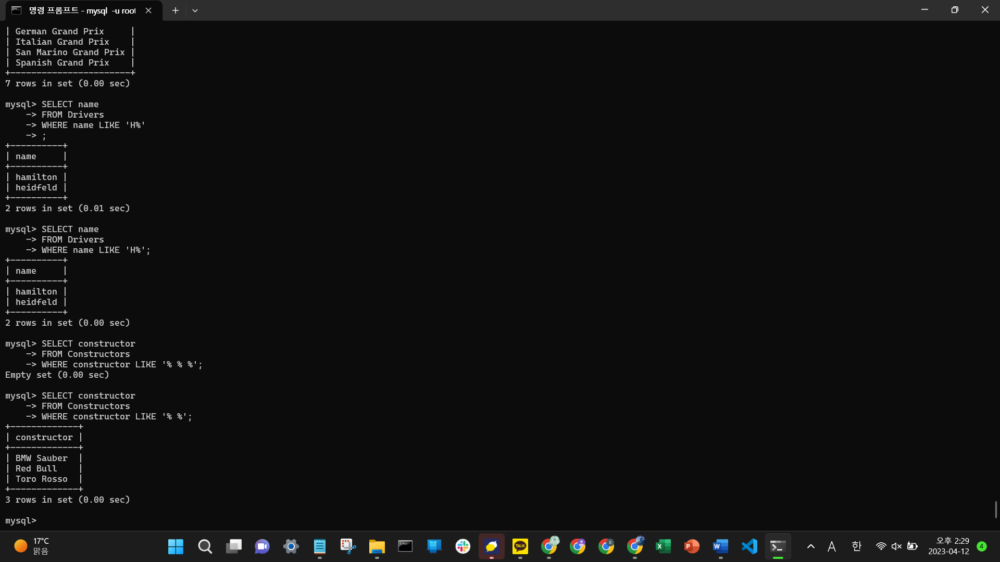 명령 프롬프트 - mysql  -u root
| German Grand Prix     |
| Italian Grand Prix    |
| San Marino Grand Prix |
| Spanish Grand Prix    |
+-----------------------+
7 rows in set (0.00 sec)
mysql> SELECT name
    -> FROM Drivers
    -> WHERE name LIKE 'H%'
    -> ;
+----------+
| name     |
+----------+
| hamilton |
| heidfeld |
+----------+
2 rows in set (0.01 sec)
mysql> SELECT name
    -> FROM Drivers
    -> WHERE name LIKE 'H%';
+----------+
| name     |
+----------+
| hamilton |
| heidfeld |
+----------+
2 rows in set (0.00 sec)
mysql> SELECT constructor
    -> FROM Constructors
    -> WHERE constructor LIKE '% % %';
Empty set (0.00 sec)
mysql> SELECT constructor
    -> FROM Constructors
    -> WHERE constructor LIKE '% %';
+-------------+
| constructor |
+-------------+
| BMW Sauber  |
| Red Bull    |
| Toro Rosso  |
+-------------+
3 rows in set (0.00 sec)
mysql>
17°C
맑음
TALK
S
X
P
W
A
한
오후 2:29
2023-04-12
4